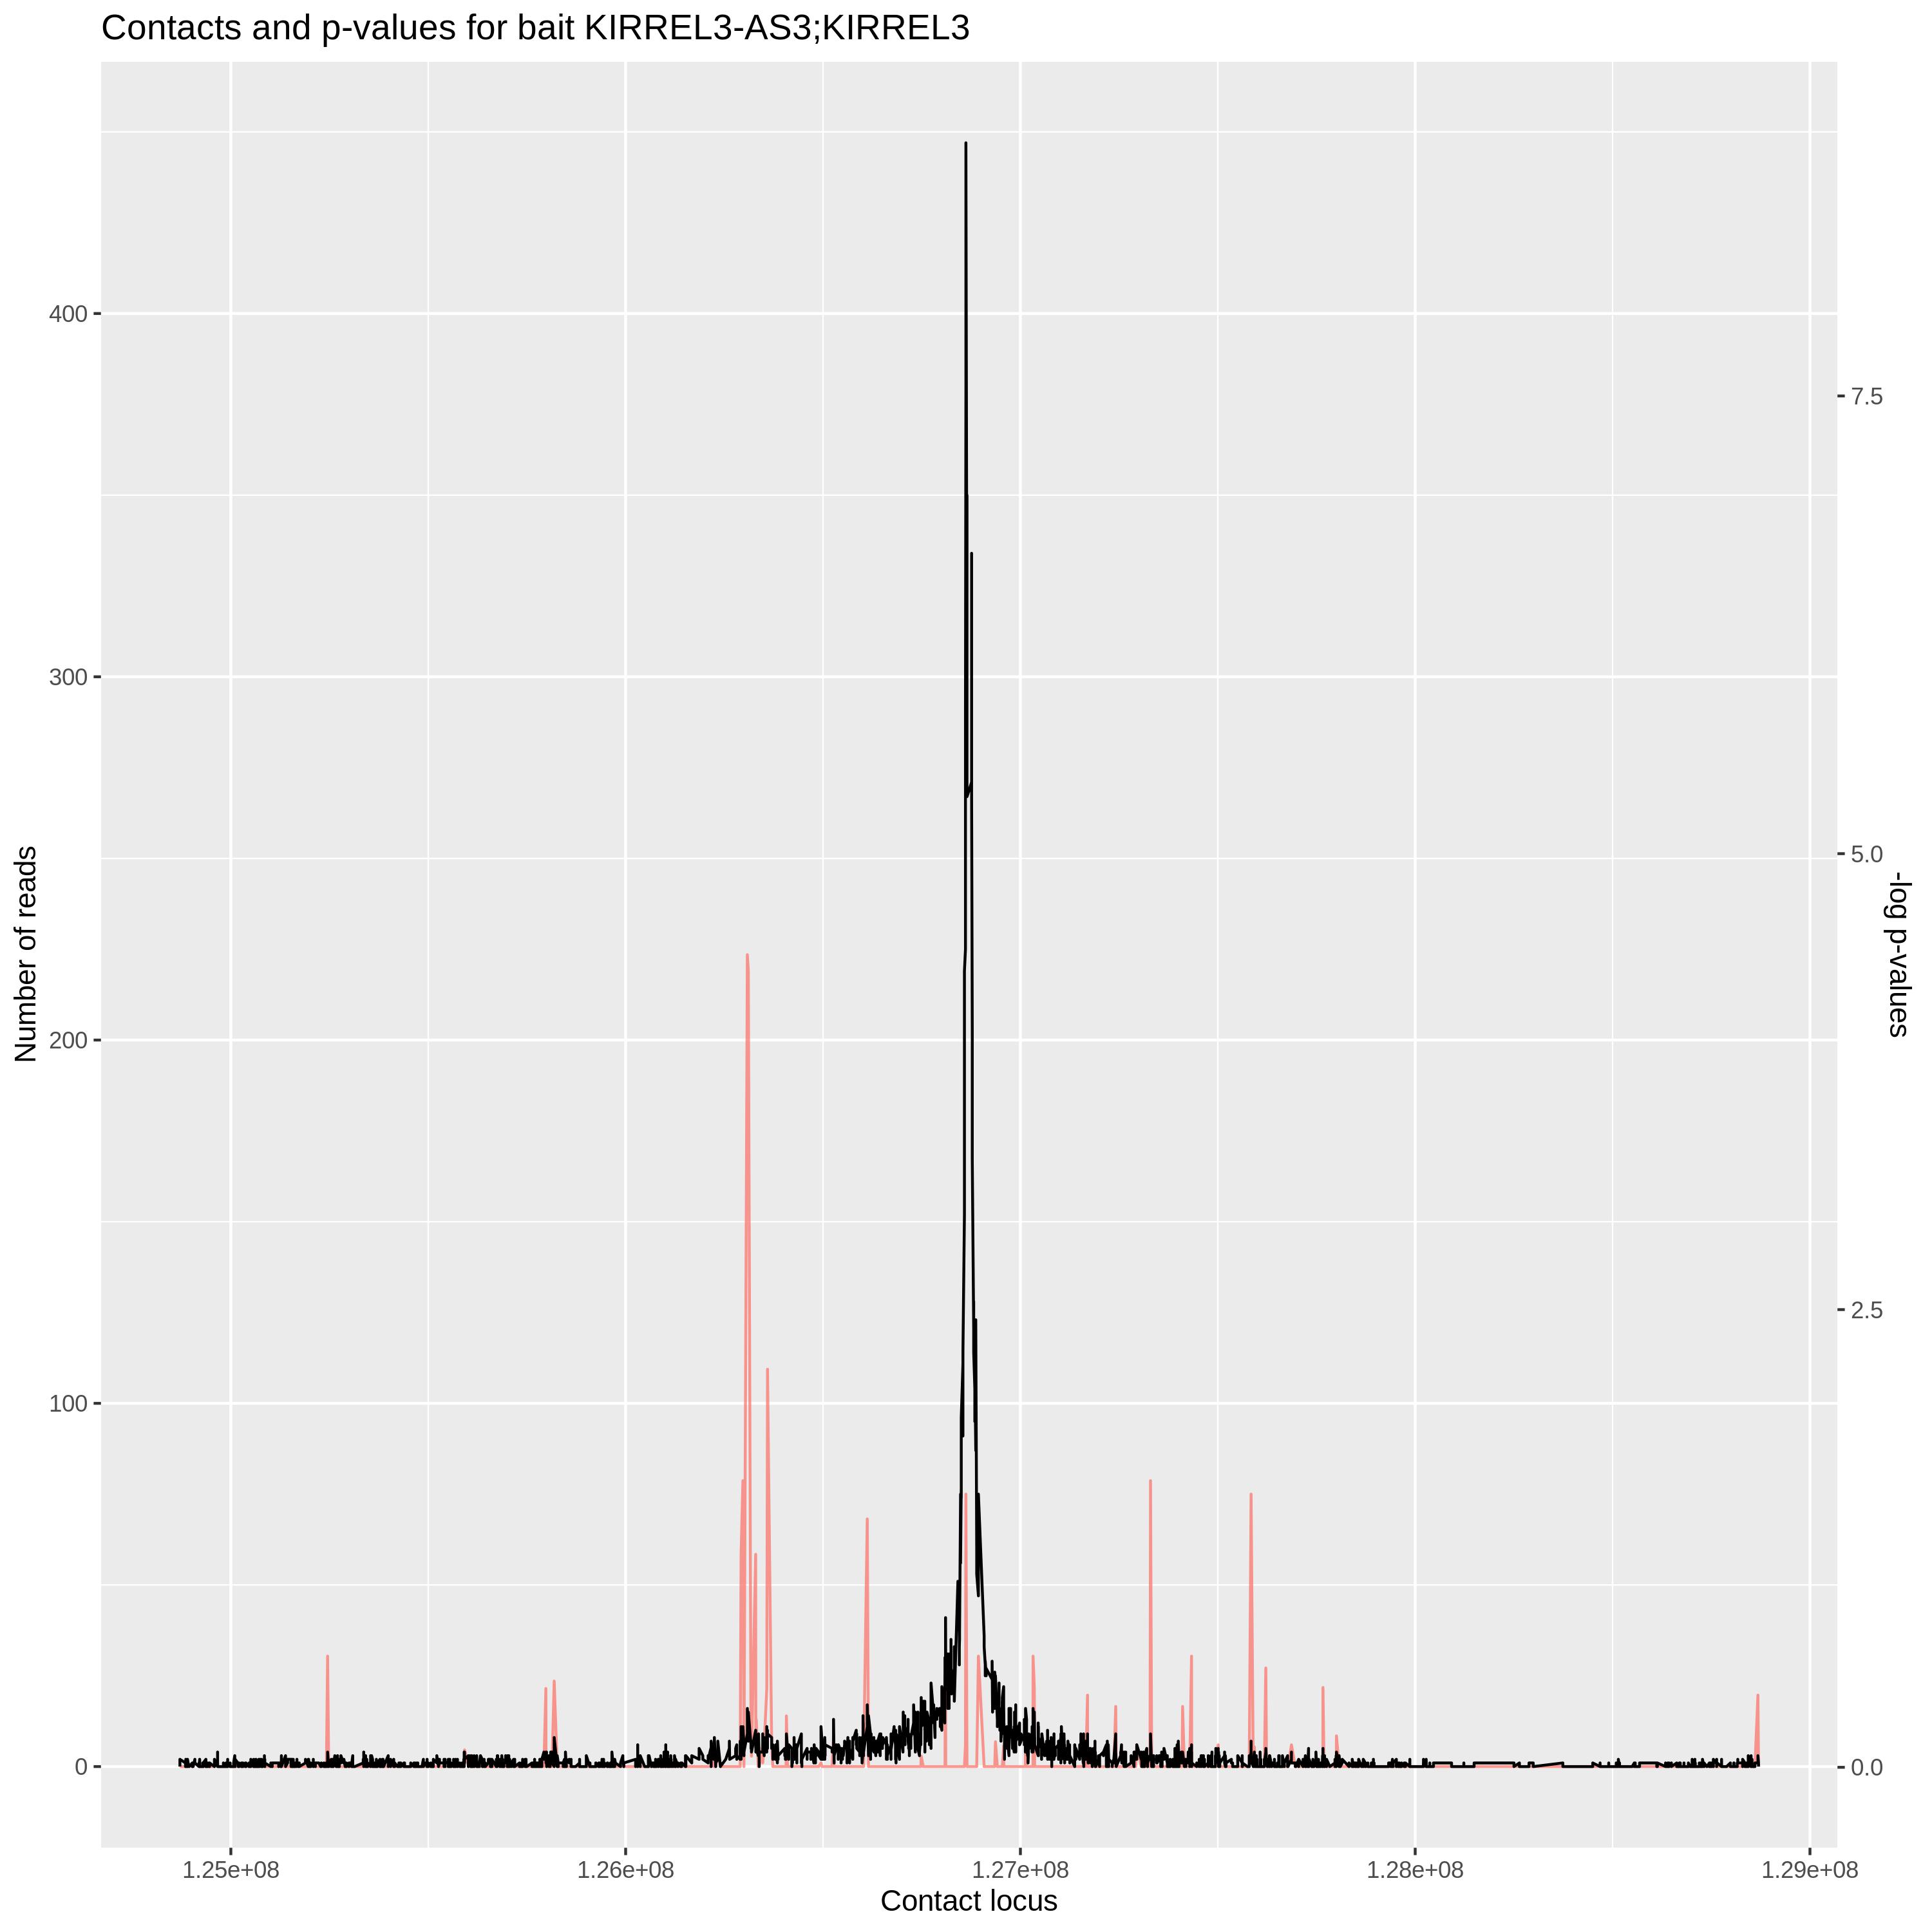 Contacts and p-values for bait KIRREL3-AS3;KIRREL3
Number of reads
400
300
200
100
0
7.5
5.0
2.5
0.0
-log p-values
1.25e+08
1.26e+08
1.27e+08
1.28e+08
1.29e+08
Contact locus